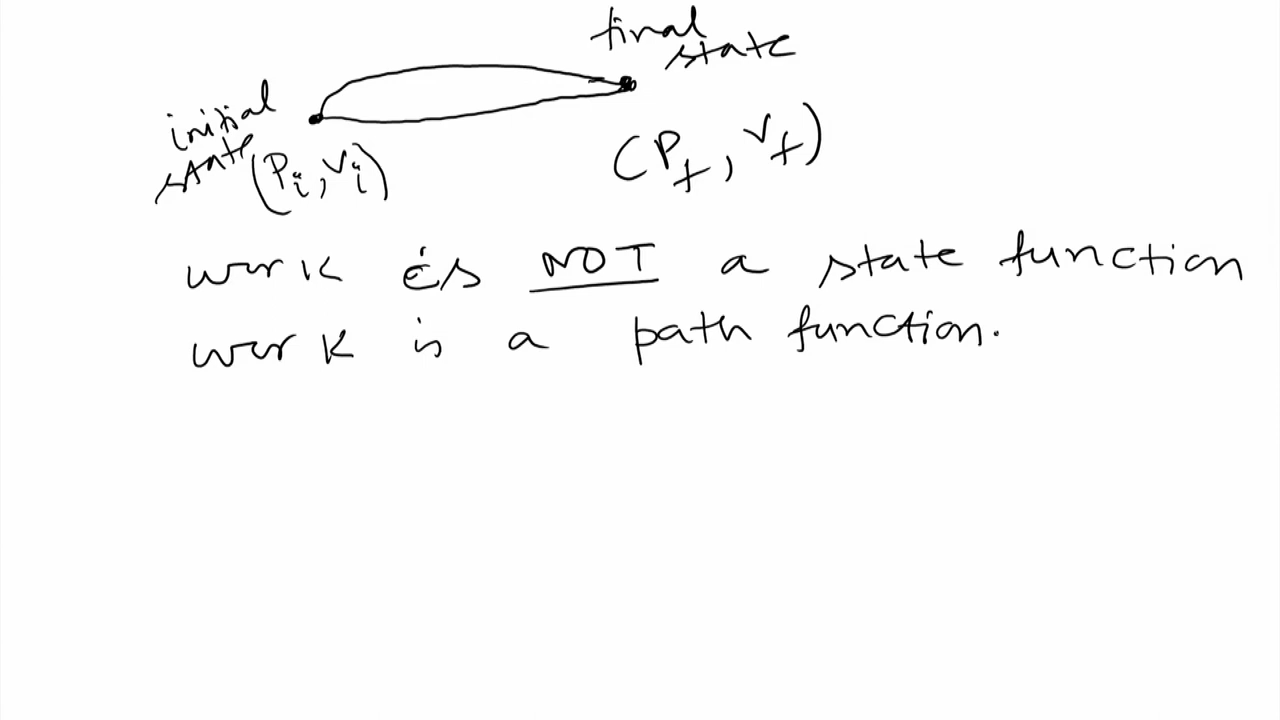 final
state
initial
state
(Pi, Vi)
(Pf, Vf)
work is NOT a state function
work is a path function.